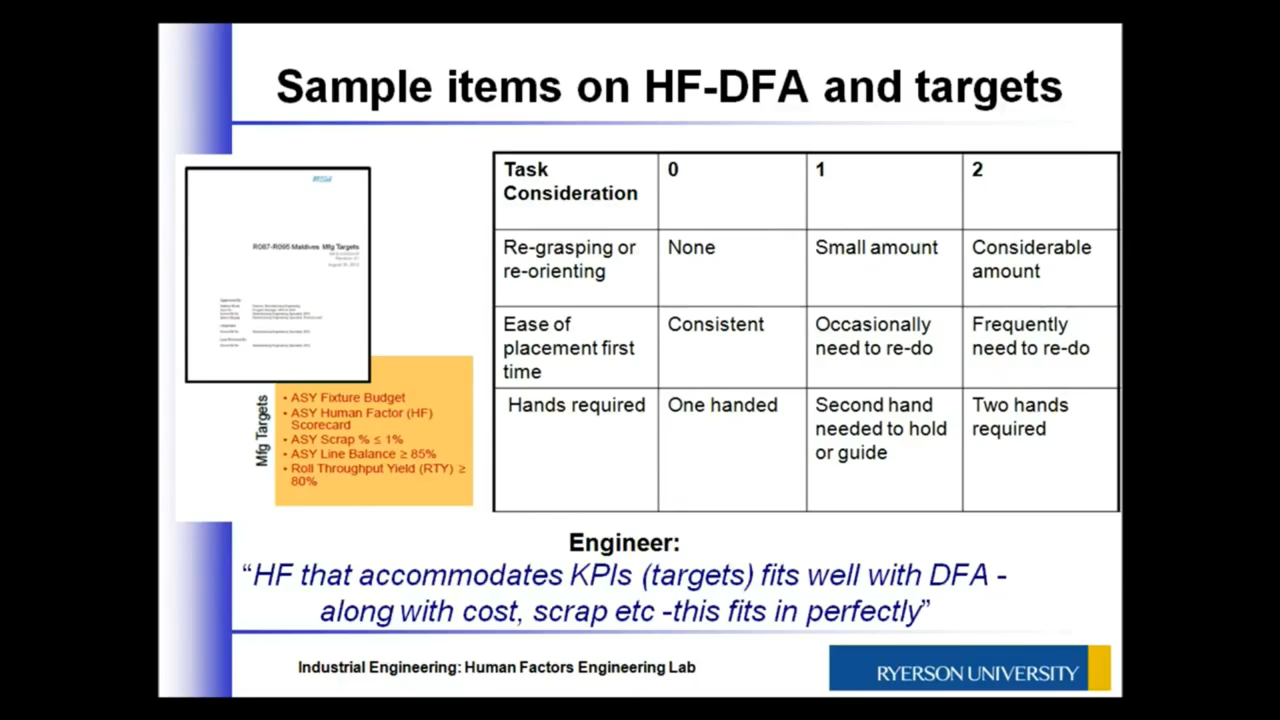 Sample items on HF-DFA and targets
R087-R095 Maldives Mfg Targets
Mfg Targets
• ASY Fixture Budget
• ASY Human Factor (HF)
Scorecard
• ASY Scrap % ≤ 1%
• ASY Line Balance ≥ 85%
• Roll Throughput Yield (RTY) ≥
80%
Task
Consideration
0
1
2
Re-grasping or
re-orienting
None
Small amount
Considerable
amount
Ease of
placement first
time
Consistent
Occasionally
need to re-do
Frequently
need to re-do
Hands required
One handed
Second hand
needed to hold
or guide
Two hands
required
Engineer:
“HF that accommodates KPIs (targets) fits well with DFA -
along with cost, scrap etc -this fits in perfectly”
Industrial Engineering: Human Factors Engineering Lab
RYERSON UNIVERSITY